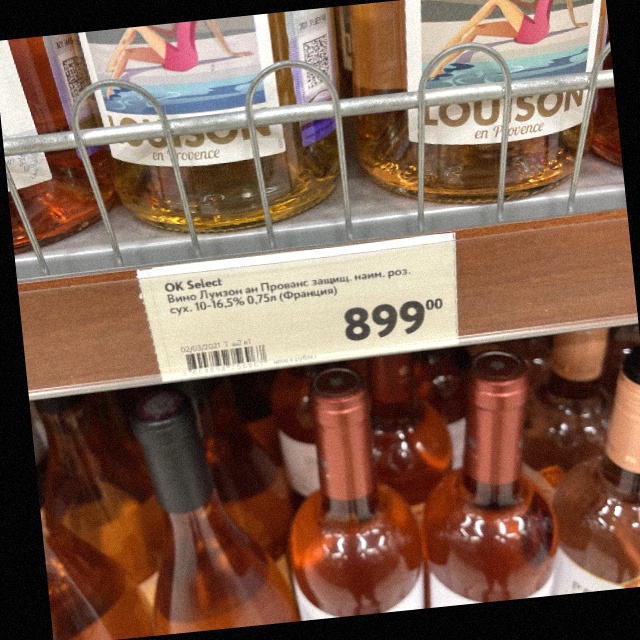 LOUISON
en Provence
LOUISON
en Provence
OK Select
Вино Луизон ан Прованс защищ. наим. роз.
сух. 10-16,5% 0,75л (Франция)
899⁰⁰
02/03/2021